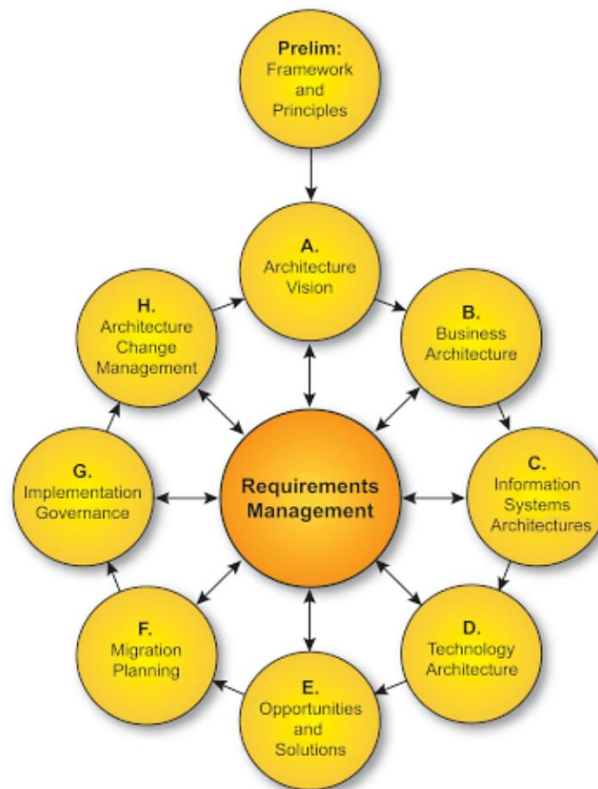 Prelim:
Framework
and
Principles
A.
Architecture
Vision
B.
Business
Architecture
C.
Information
Systems
Architectures
D.
Technology
Architecture
E.
Opportunities
and
Solutions
F.
Migration
Planning
G.
Implementation
Governance
H.
Architecture
Change
Management
Requirements
Management